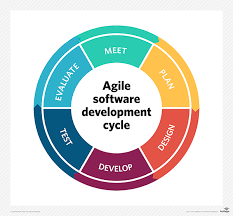 Agile
software
development
cycle
MEET
PLAN
DESIGN
DEVELOP
TEST
EVALUATE